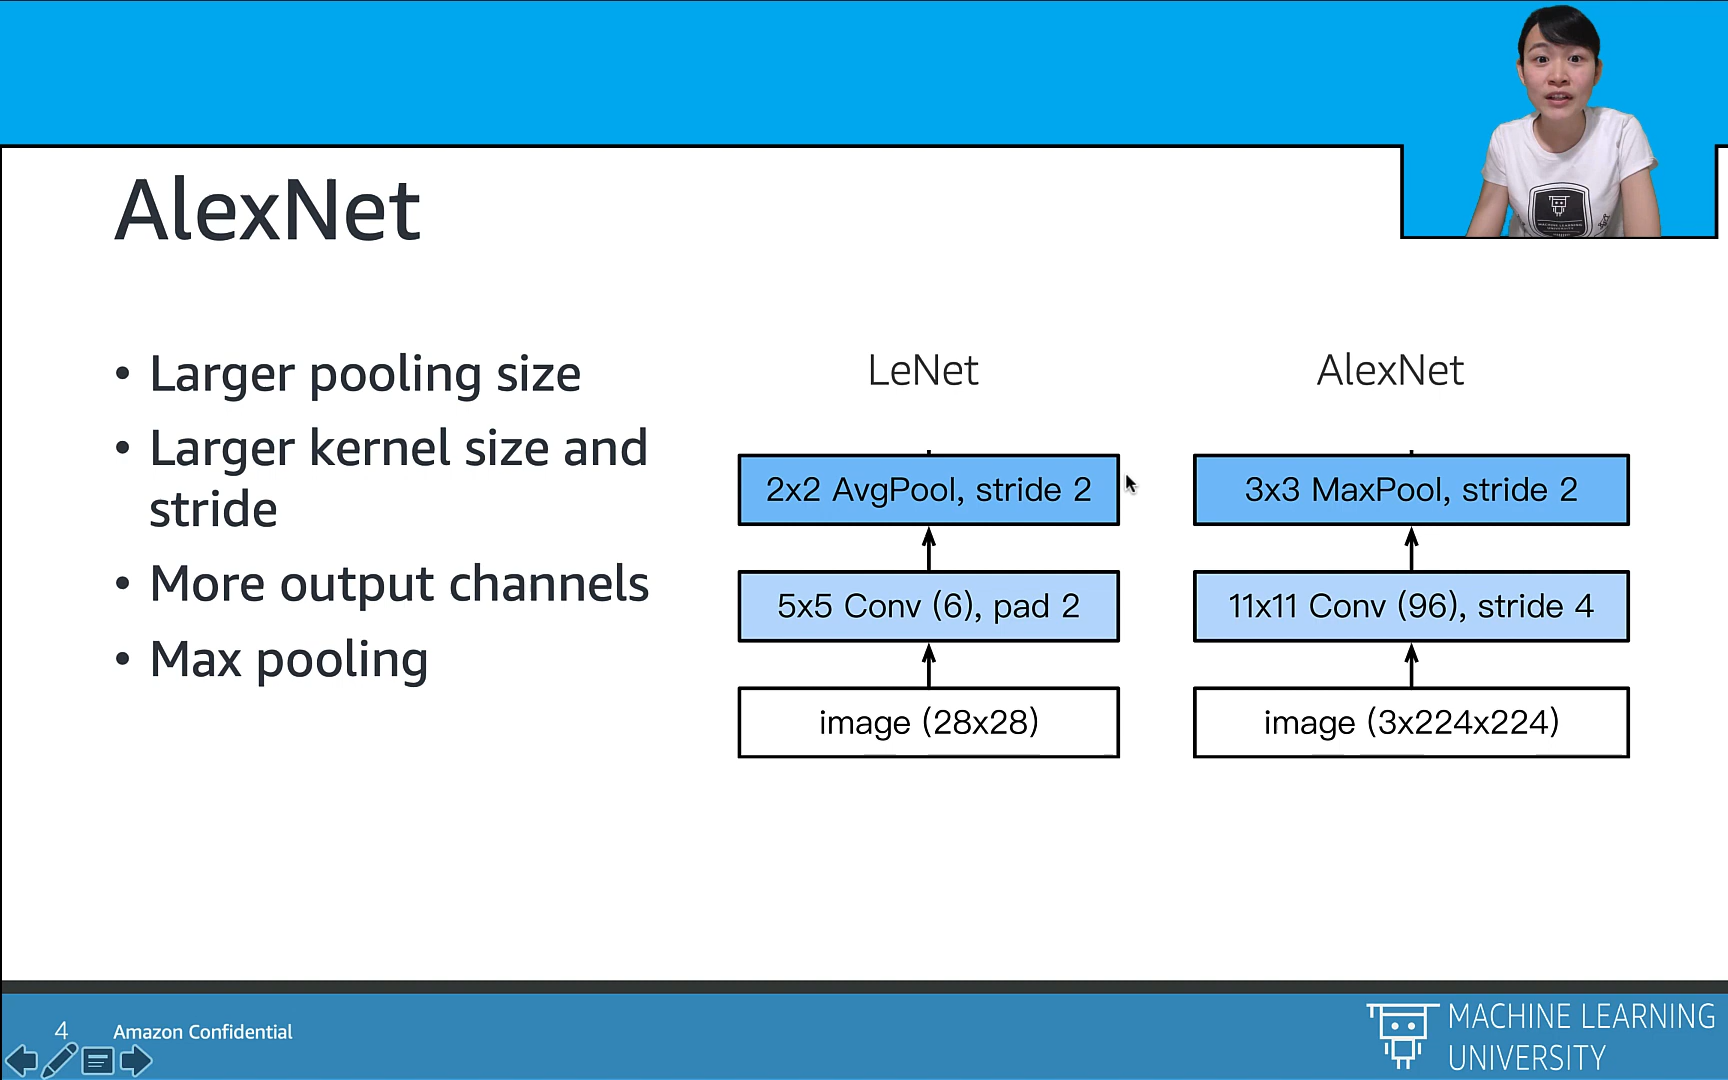 AlexNet
• Larger pooling size
• Larger kernel size and
stride
• More output channels
• Max pooling
LeNet
2x2 AvgPool, stride 2
5x5 Conv (6), pad 2
image (28x28)
AlexNet
3x3 MaxPool, stride 2
11x11 Conv (96), stride 4
image (3x224x224)
4
Amazon Confidential
MACHINE LEARNING
UNIVERSITY